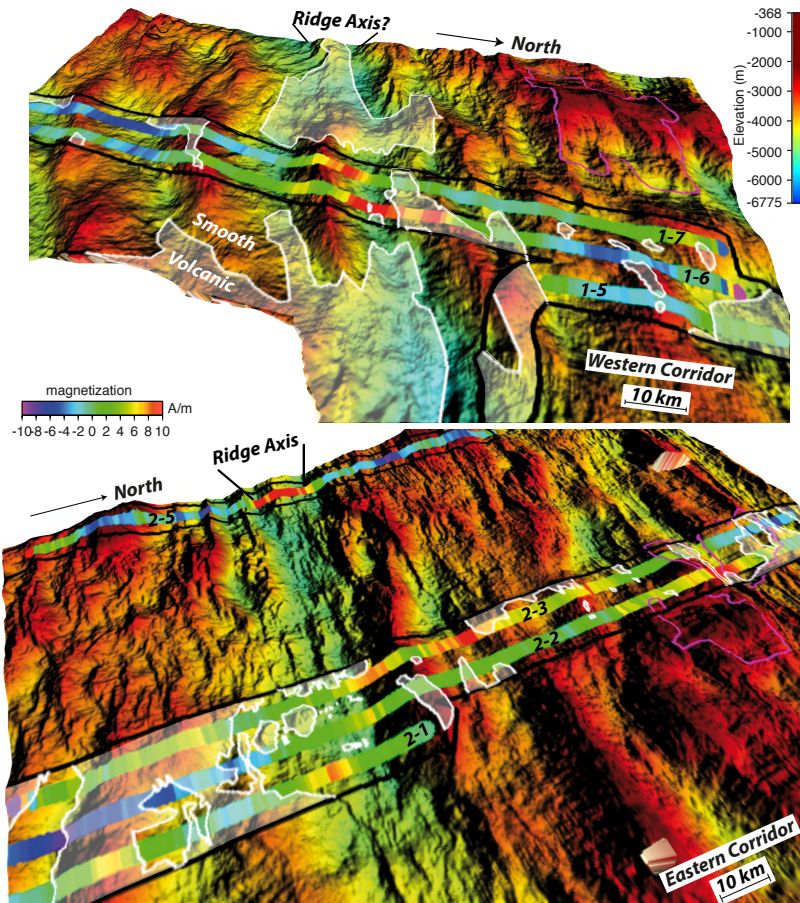 Ridge Axis?
North
-368
-1000
-2000
-3000
-4000
-5000
-6000
-6775
Elevation (m)
Smooth
Volcanic
1-7
1-6
1-5
Western Corridor
10 km
magnetization
A/m
-10-8 -6 -4 -2 0 2 4 6 8 10
Ridge Axis
North
2-5
2-3
2-2
2-1
Eastern Corridor
10 km